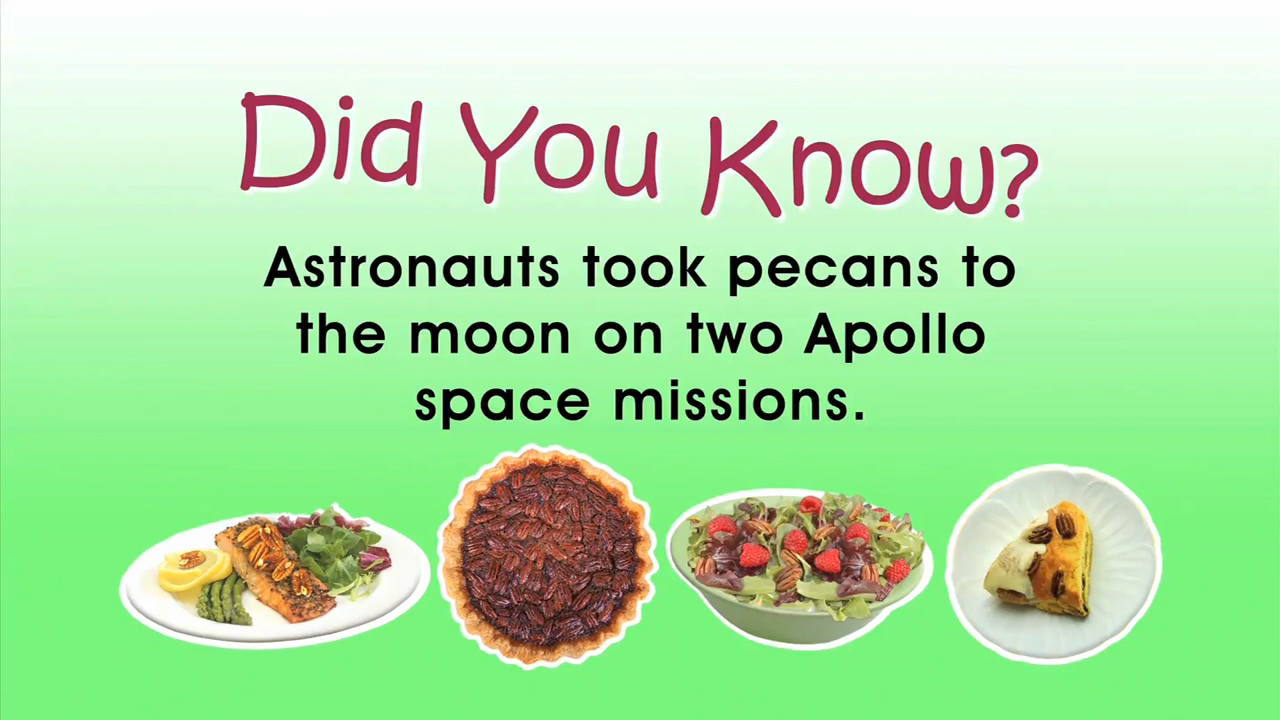 Did You Know?
Astronauts took pecans to
the moon on two Apollo
space missions.